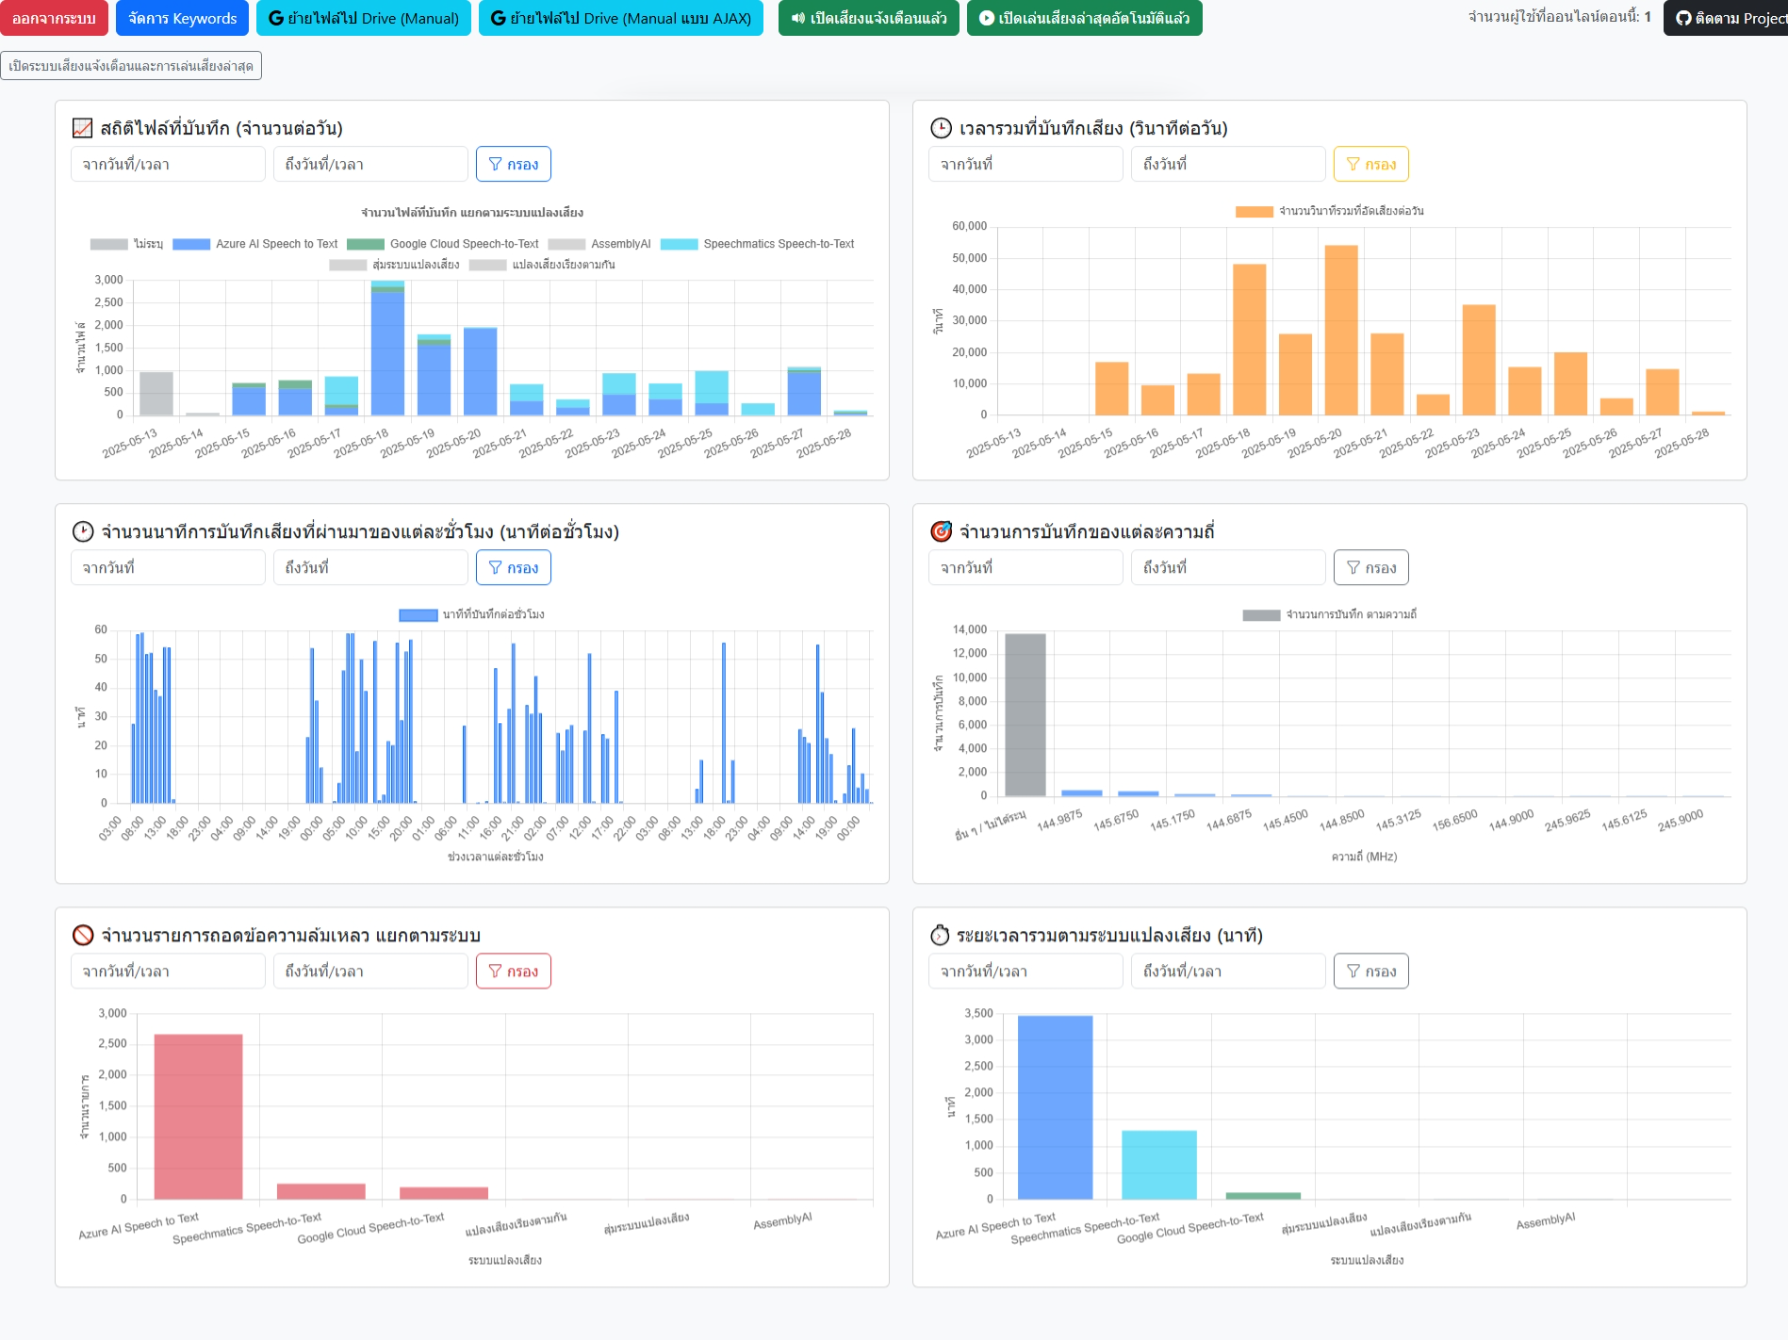 ออกจากระบบ จัดการ Keywords ย้ายไฟล์ไป Drive (Manual) ย้ายไฟล์ไป Drive (Manual แบบ AJAX) เปิดเสียงแจ้งเตือนแล้ว เปิดเล่นเสียงล่าสุดอัตโนมัติแล้ว จำนวนผู้ใช้ที่ออนไลน์ตอนนี้: 1 ติดตาม Project
เปิดระบบเสียงแจ้งเตือนและการเล่นเสียงล่าสุด
สถิติไฟล์ที่บันทึก (จำนวนต่อวัน)
จากวันที่/เวลา ถึงวันที่/เวลา กรอง
จำนวนไฟล์ที่บันทึก แยกตามระบบแปลงเสียง
ไม่ระบุ Azure AI Speech to Text Google Cloud Speech-to-Text AssemblyAI Speechmatics Speech-to-Text
สุ่มระบบแปลงเสียง แปลงเสียงเรียงตามกัน
จำนวนไฟล์
3,000
2,500
2,000
1,500
1,000
500
0
2025-05-13 2025-05-14 2025-05-15 2025-05-16 2025-05-17 2025-05-18 2025-05-19 2025-05-20 2025-05-21 2025-05-22 2025-05-23 2025-05-24 2025-05-25 2025-05-26 2025-05-27 2025-05-28
เวลารวมที่บันทึกเสียง (วินาทีต่อวัน)
จากวันที่ ถึงวันที่ กรอง
จำนวนวินาทีรวมที่อัดเสียงต่อวัน
วินาที
60,000
50,000
40,000
30,000
20,000
10,000
0
2025-05-13 2025-05-14 2025-05-15 2025-05-16 2025-05-17 2025-05-18 2025-05-19 2025-05-20 2025-05-21 2025-05-22 2025-05-23 2025-05-24 2025-05-25 2025-05-26 2025-05-27 2025-05-28
จำนวนนาทีการบันทึกเสียงที่ผ่านมาของแต่ละชั่วโมง (นาทีต่อชั่วโมง)
จากวันที่ ถึงวันที่ กรอง
นาทีที่บันทึกต่อชั่วโมง
นาที
60
50
40
30
20
10
0
03:00 08:00 13:00 18:00 23:00 04:00 09:00 14:00 19:00 00:00 05:00 10:00 15:00 20:00 01:00 06:00 11:00 16:00 21:00 02:00 07:00 12:00 17:00 22:00 03:00 08:00 13:00 18:00 23:00 04:00 09:00 14:00 19:00 00:00
ช่วงเวลาแต่ละชั่วโมง
จำนวนการบันทึกของแต่ละความถี่
จากวันที่ ถึงวันที่ กรอง
จำนวนการบันทึก ตามความถี่
จำนวนการบันทึก
14,000
12,000
10,000
8,000
6,000
4,000
2,000
0
อื่น ๆ / ไม่ได้ระบุ 144.9875 145.6750 145.1750 144.6875 145.4500 144.8500 145.3125 156.6500 144.9000 245.9625 145.6125 245.9000
ความถี่ (MHz)
จำนวนรายการถอดข้อความล้มเหลว แยกตามระบบ
จากวันที่/เวลา ถึงวันที่/เวลา กรอง
จำนวนรายการ
3,000
2,500
2,000
1,500
1,000
500
0
Azure AI Speech to Text Speechmatics Speech-to-Text Google Cloud Speech-to-Text แปลงเสียงเรียงตามกัน สุ่มระบบแปลงเสียง AssemblyAI
ระบบแปลงเสียง
ระยะเวลารวมตามระบบแปลงเสียง (นาที)
จากวันที่/เวลา ถึงวันที่/เวลา กรอง
นาที
3,500
3,000
2,500
2,000
1,500
1,000
500
0
Azure AI Speech to Text Speechmatics Speech-to-Text Google Cloud Speech-to-Text สุ่มระบบแปลงเสียง แปลงเสียงเรียงตามกัน AssemblyAI
ระบบแปลงเสียง